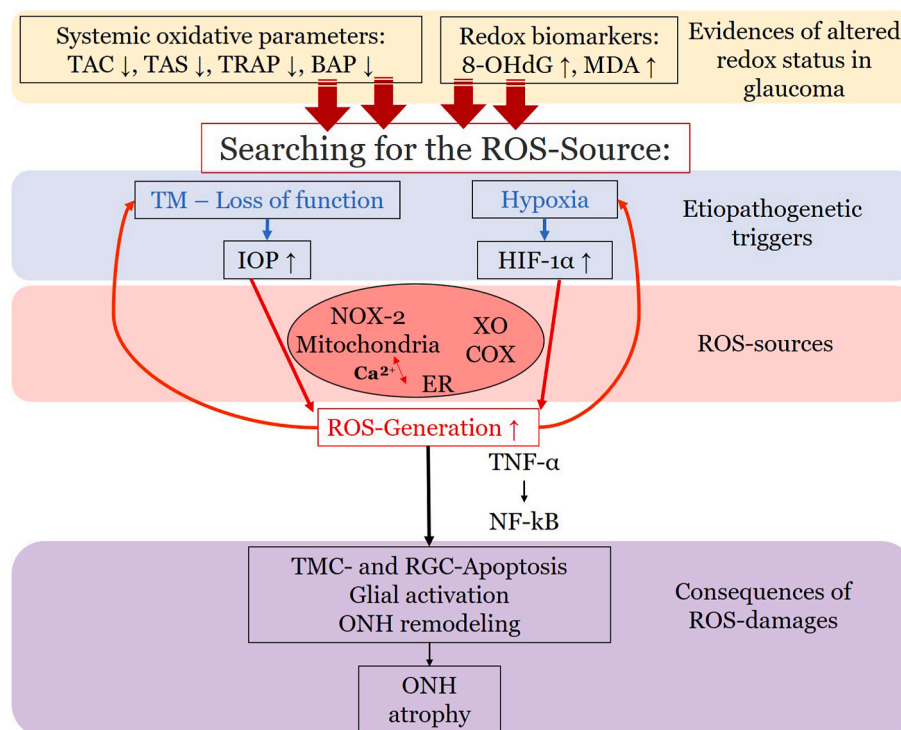 Systemic oxidative parameters:
TAC ↓, TAS ↓, TRAP ↓, BAP ↓
Redox biomarkers:
8-OHdG ↑, MDA ↑
Evidences of altered
redox status in
glaucoma
Searching for the ROS-Source:
TM – Loss of function
Hypoxia
IOP ↑
HIF-1α ↑
Etiopathogenetic
triggers
NOX-2
Mitochondria
Ca²⁺
ER
XO
COX
ROS-sources
ROS-Generation ↑
TNF-α
NF-kB
TMC- and RGC-Apoptosis
Glial activation
ONH remodeling
Consequences of
ROS-damages
ONH
atrophy